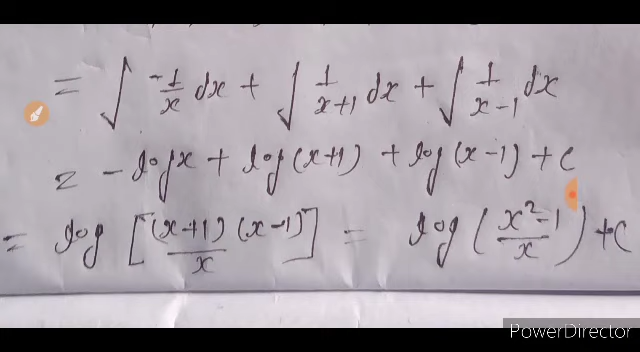 = ∫ -1/x dx + ∫ 1/x+1 dx + ∫ 1/x-1 dx
= - log x + log (x+1) + log (x-1) + C
= log [(x+1) (x-1)/x] = log (x²-1/x) + C
PowerDirector